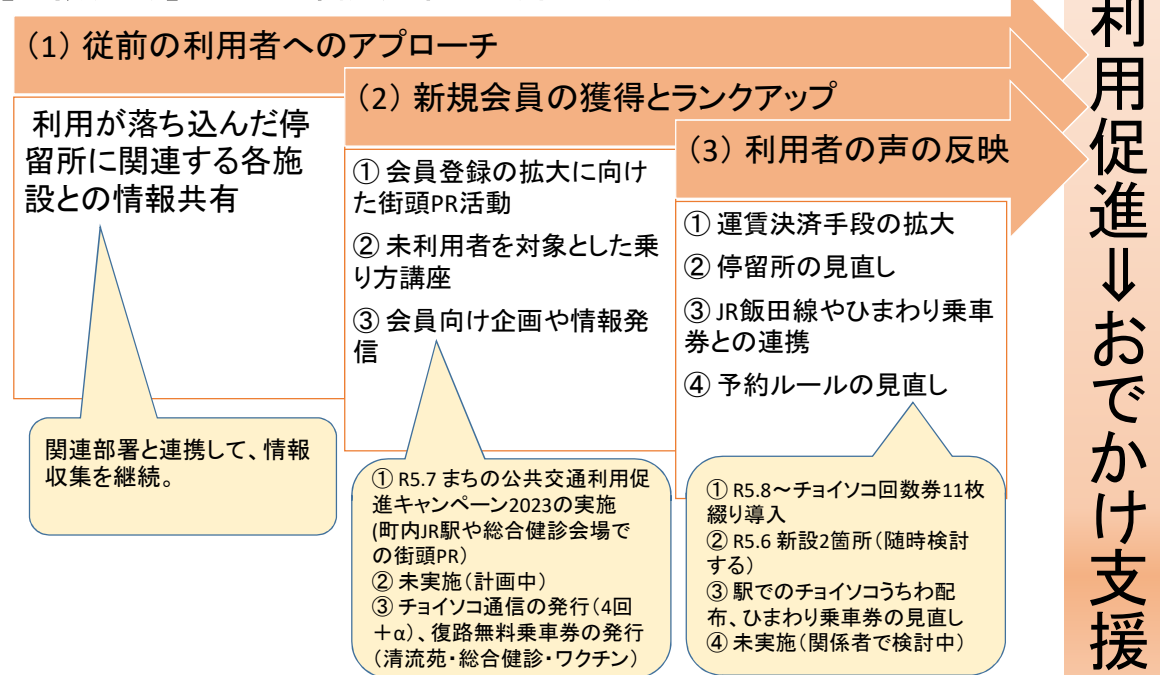 (1) 従前の利用者へのアプローチ
利用が落ち込んだ停
留所に関連する各施
設との情報共有
関連部署と連携して、情報
収集を継続。
(2) 新規会員の獲得とランクアップ
① 会員登録の拡大に向け
た街頭PR活動
② 未利用者を対象とした乗
り方講座
③ 会員向け企画や情報発
信
① R5.7 まちの公共交通利用促
進キャンペーン2023の実施
(町内JR駅や総合健診会場で
の街頭PR)
② 未実施(計画中)
③ チョイソコ通信の発行(4回
+α)、復路無料乗車券の発行
(清流苑・総合健診・ワクチン)
(3) 利用者の声の反映
① 運賃決済手段の拡大
② 停留所の見直し
③ JR飯田線やひまわり乗車
券との連携
④ 予約ルールの見直し
① R5.8~チョイソコ回数券11枚
綴り導入
② R5.6 新設2箇所(随時検討
する)
③ 駅でのチョイソコうちわ配
布、ひまわり乗車券の見直し
④ 未実施(関係者で検討中)
利用促進⇓おでかけ支援